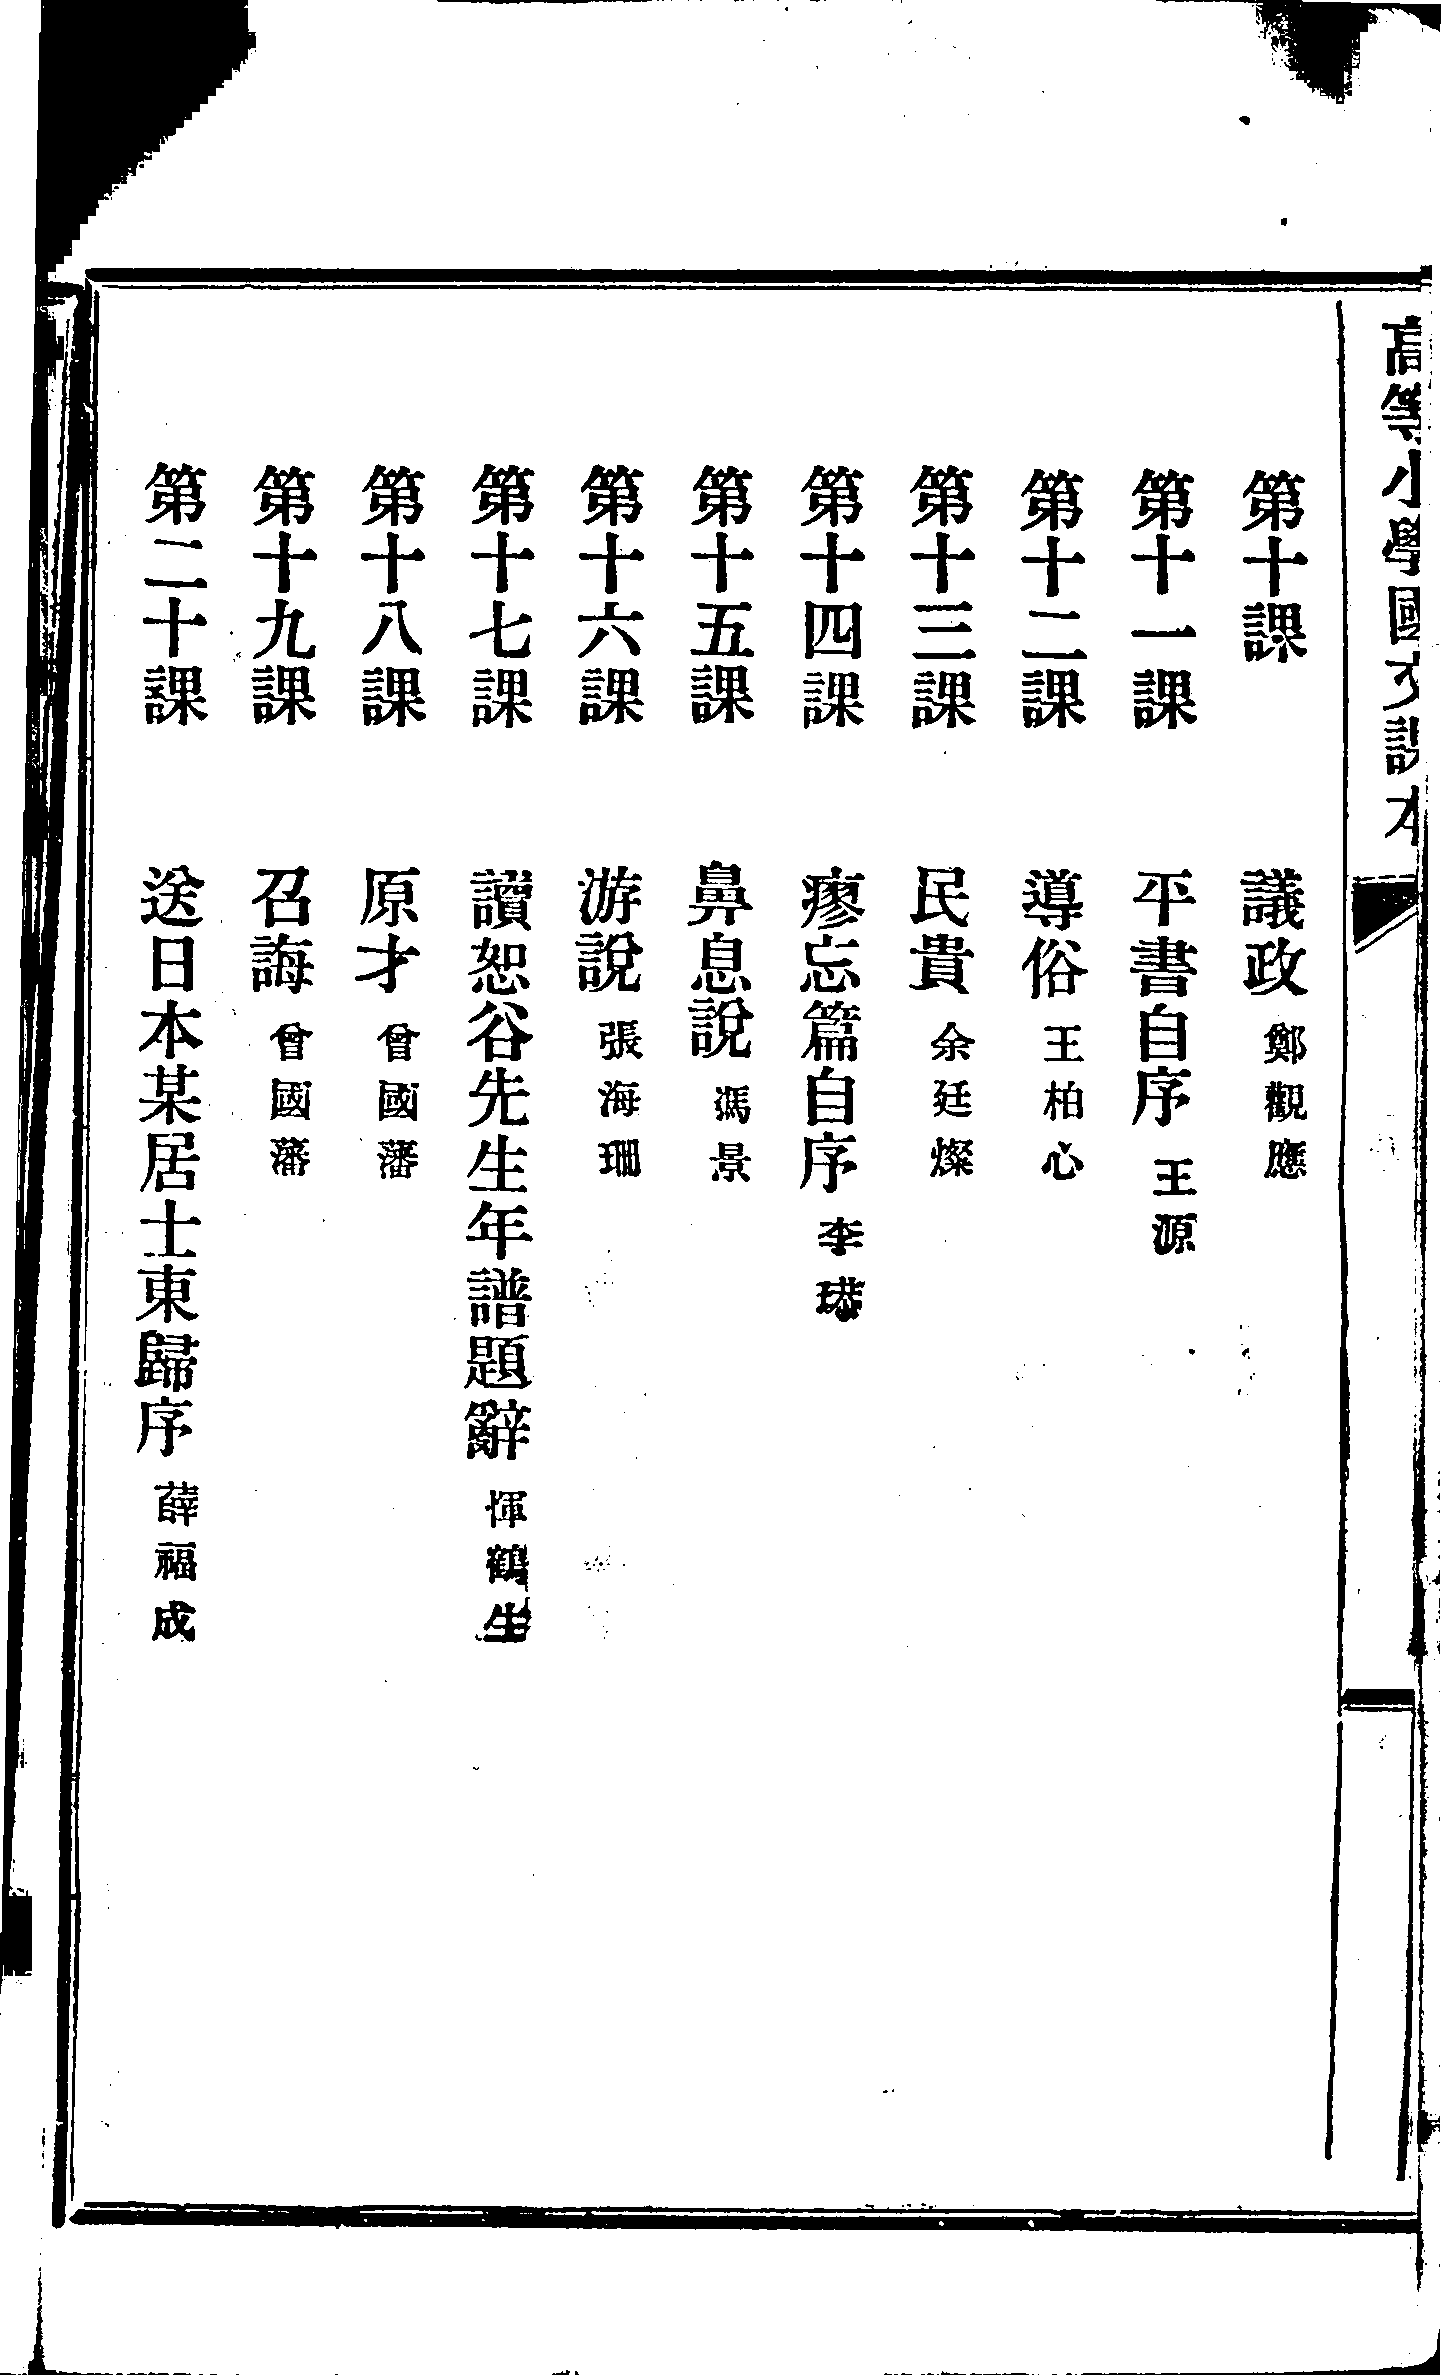 高等小學國文課本
第十課 議政 鄭觀應
第十一課 平書自序 王源
第十二課 導俗 王柏心
第十三課 民貴 余廷燦
第十四課 瘳忘篇自序 李塨
第十五課 鼻息說 馮景
第十六課 游說 張海珊
第十七課 讀恕谷先生年譜題辭 惲鶴生
第十八課 原才 曾國藩
第十九課 召誨 曾國藩
第二十課 送日本某居士東歸序 薛福成